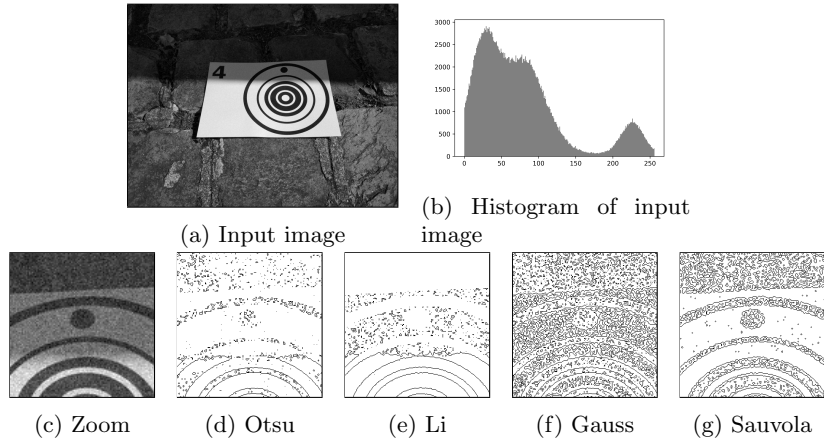 4
3000
2500
2000
1500
1000
500
0
0 50 100 150 200 250
(a) Input image
(b) Histogram of input
image
(c) Zoom (d) Otsu (e) Li (f) Gauss (g) Sauvola